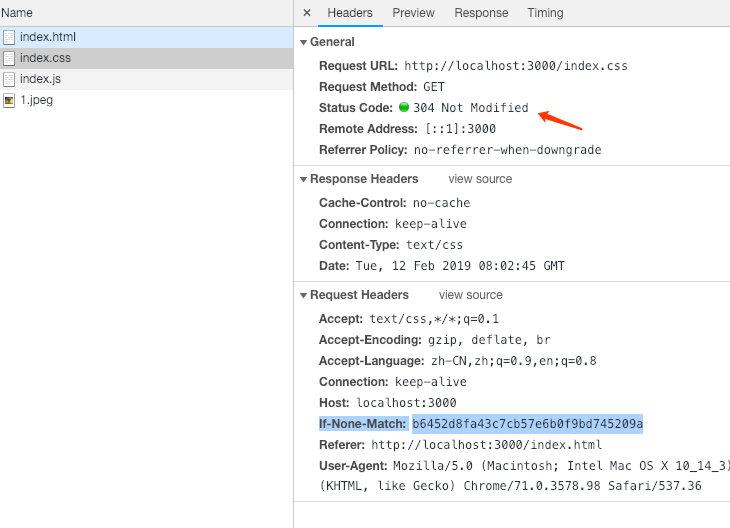 Name
index.html
index.css
index.js
1.jpeg
× Headers Preview Response Timing
General
Request URL: http://localhost:3000/index.css
Request Method: GET
Status Code: 304 Not Modified
Remote Address: [::1]:3000
Referrer Policy: no-referrer-when-downgrade
Response Headers view source
Cache-Control: no-cache
Connection: keep-alive
Content-Type: text/css
Date: Tue, 12 Feb 2019 08:02:45 GMT
Request Headers view source
Accept: text/css,*/*;q=0.1
Accept-Encoding: gzip, deflate, br
Accept-Language: zh-CN,zh;q=0.9,en;q=0.8
Connection: keep-alive
Host: localhost:3000
If-None-Match: b6452d8fa43c7cb57e6b0f9bd745209a
Referer: http://localhost:3000/index.html
User-Agent: Mozilla/5.0 (Macintosh; Intel Mac OS X 10_14_3)
(KHTML, like Gecko) Chrome/71.0.3578.98 Safari/537.36